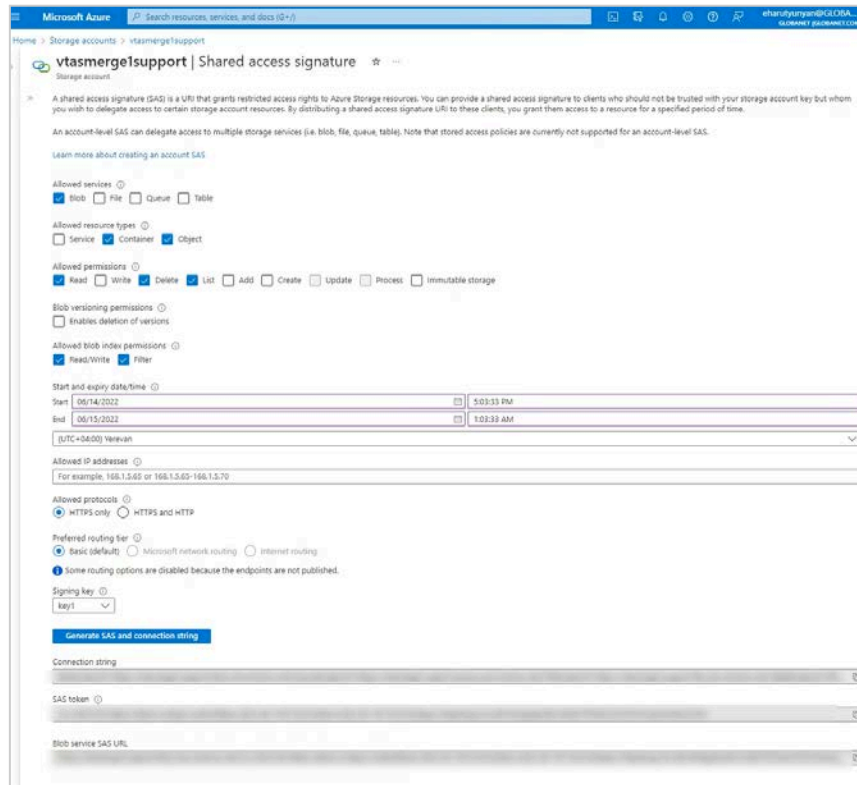 Microsoft Azure
Search resources, services, and docs (G+/)
eharutyunyan@GLOBA...
GLOBANET (GLOBANET.COM
Home > Storage accounts > vtasmerge1support
vtasmerge1support | Shared access signature
Storage account
A shared access signature (SAS) is a URI that grants restricted access rights to Azure Storage resources. You can provide a shared access signature to clients who should not be trusted with your storage account key but whom
you wish to delegate access to certain storage account resources. By distributing a shared access signature URI to these clients, you grant them access to a resource for a specified period of time.
An account-level SAS can delegate access to multiple storage services (i.e. blob, file, queue, table). Note that stored access policies are currently not supported for an account-level SAS.
Learn more about creating an account SAS
Allowed services
Blob File Queue Table
Allowed resource types
Service Container Object
Allowed permissions
Read Write Delete List Add Create Update Process Immutable storage
Blob versioning permissions
Enables deletion of versions
Allowed blob index permissions
Read/Write Filter
Start and expiry date/time
Start 06/14/2022 5:03:33 PM
End 06/15/2022 1:03:33 AM
(UTC+04:00) Yerevan
Allowed IP addresses
For example, 168.1.5.65 or 168.1.5.65-168.1.5.70
Allowed protocols
HTTPS only HTTPS and HTTP
Preferred routing tier
Basic (default) Microsoft network routing Internet routing
Some routing options are disabled because the endpoints are not published.
Signing key
key1
Generate SAS and connection string
Connection string
SAS token
Blob service SAS URL